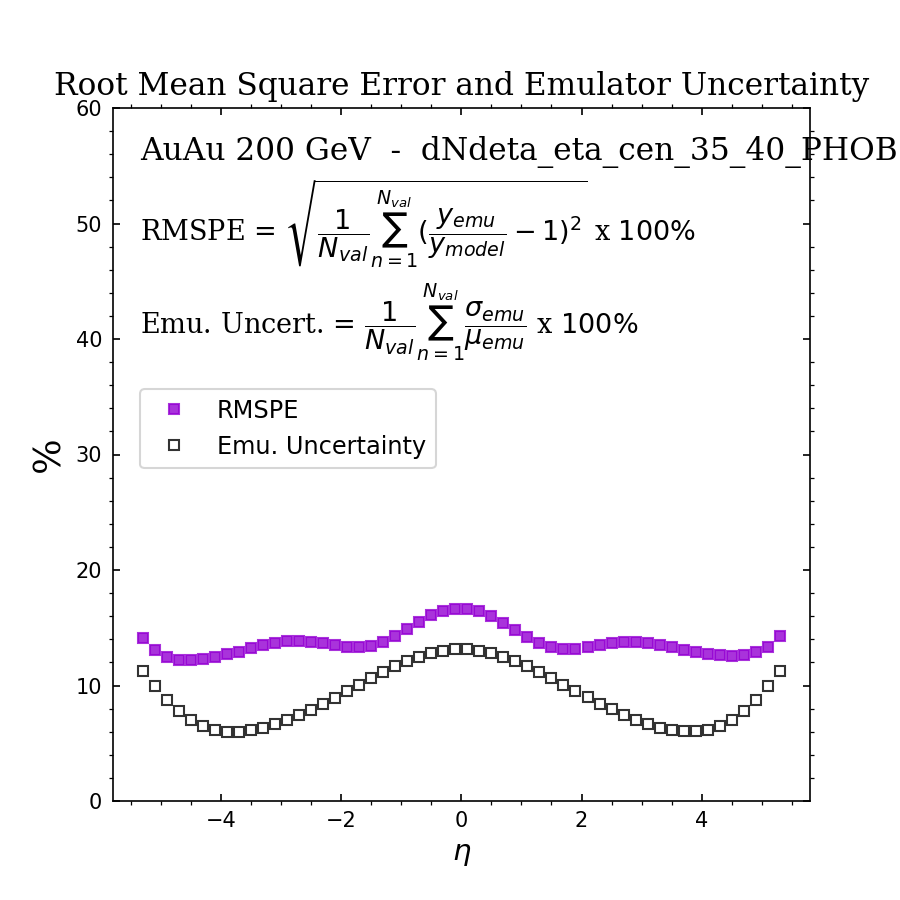 Root Mean Square Error and Emulator Uncertainty
AuAu 200 GeV - dNdeta_eta_cen_35_40_PHOB
RMSPE = √(1/N_val ∑_{n=1}^{N_val} (y_emu/y_model − 1)²) x 100%
Emu. Uncert. = 1/N_val ∑_{n=1}^{N_val} σ_emu/μ_emu x 100%
RMSPE
Emu. Uncertainty
%
60
50
40
30
20
10
0
−4 −2 0 2 4
η